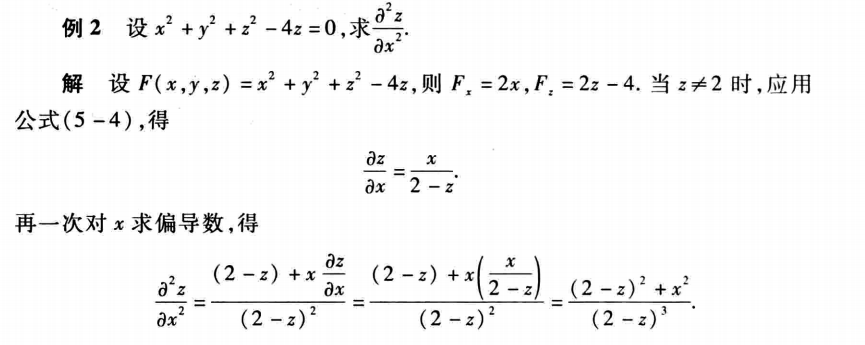 例 2 设 x² + y² + z² - 4z = 0,求 ∂²z/∂x².
解 设 F(x,y,z) = x² + y² + z² - 4z,则 Fₓ = 2x, F_z = 2z - 4. 当 z ≠ 2 时,应用
公式(5-4),得
∂z/∂x = x/(2 - z).
再一次对 x 求偏导数,得
∂²z/∂x² = ((2 - z) + x ∂z/∂x)/(2 - z)² = ((2 - z) + x(x/(2 - z)))/(2 - z)² = ((2 - z)² + x²)/(2 - z)³.